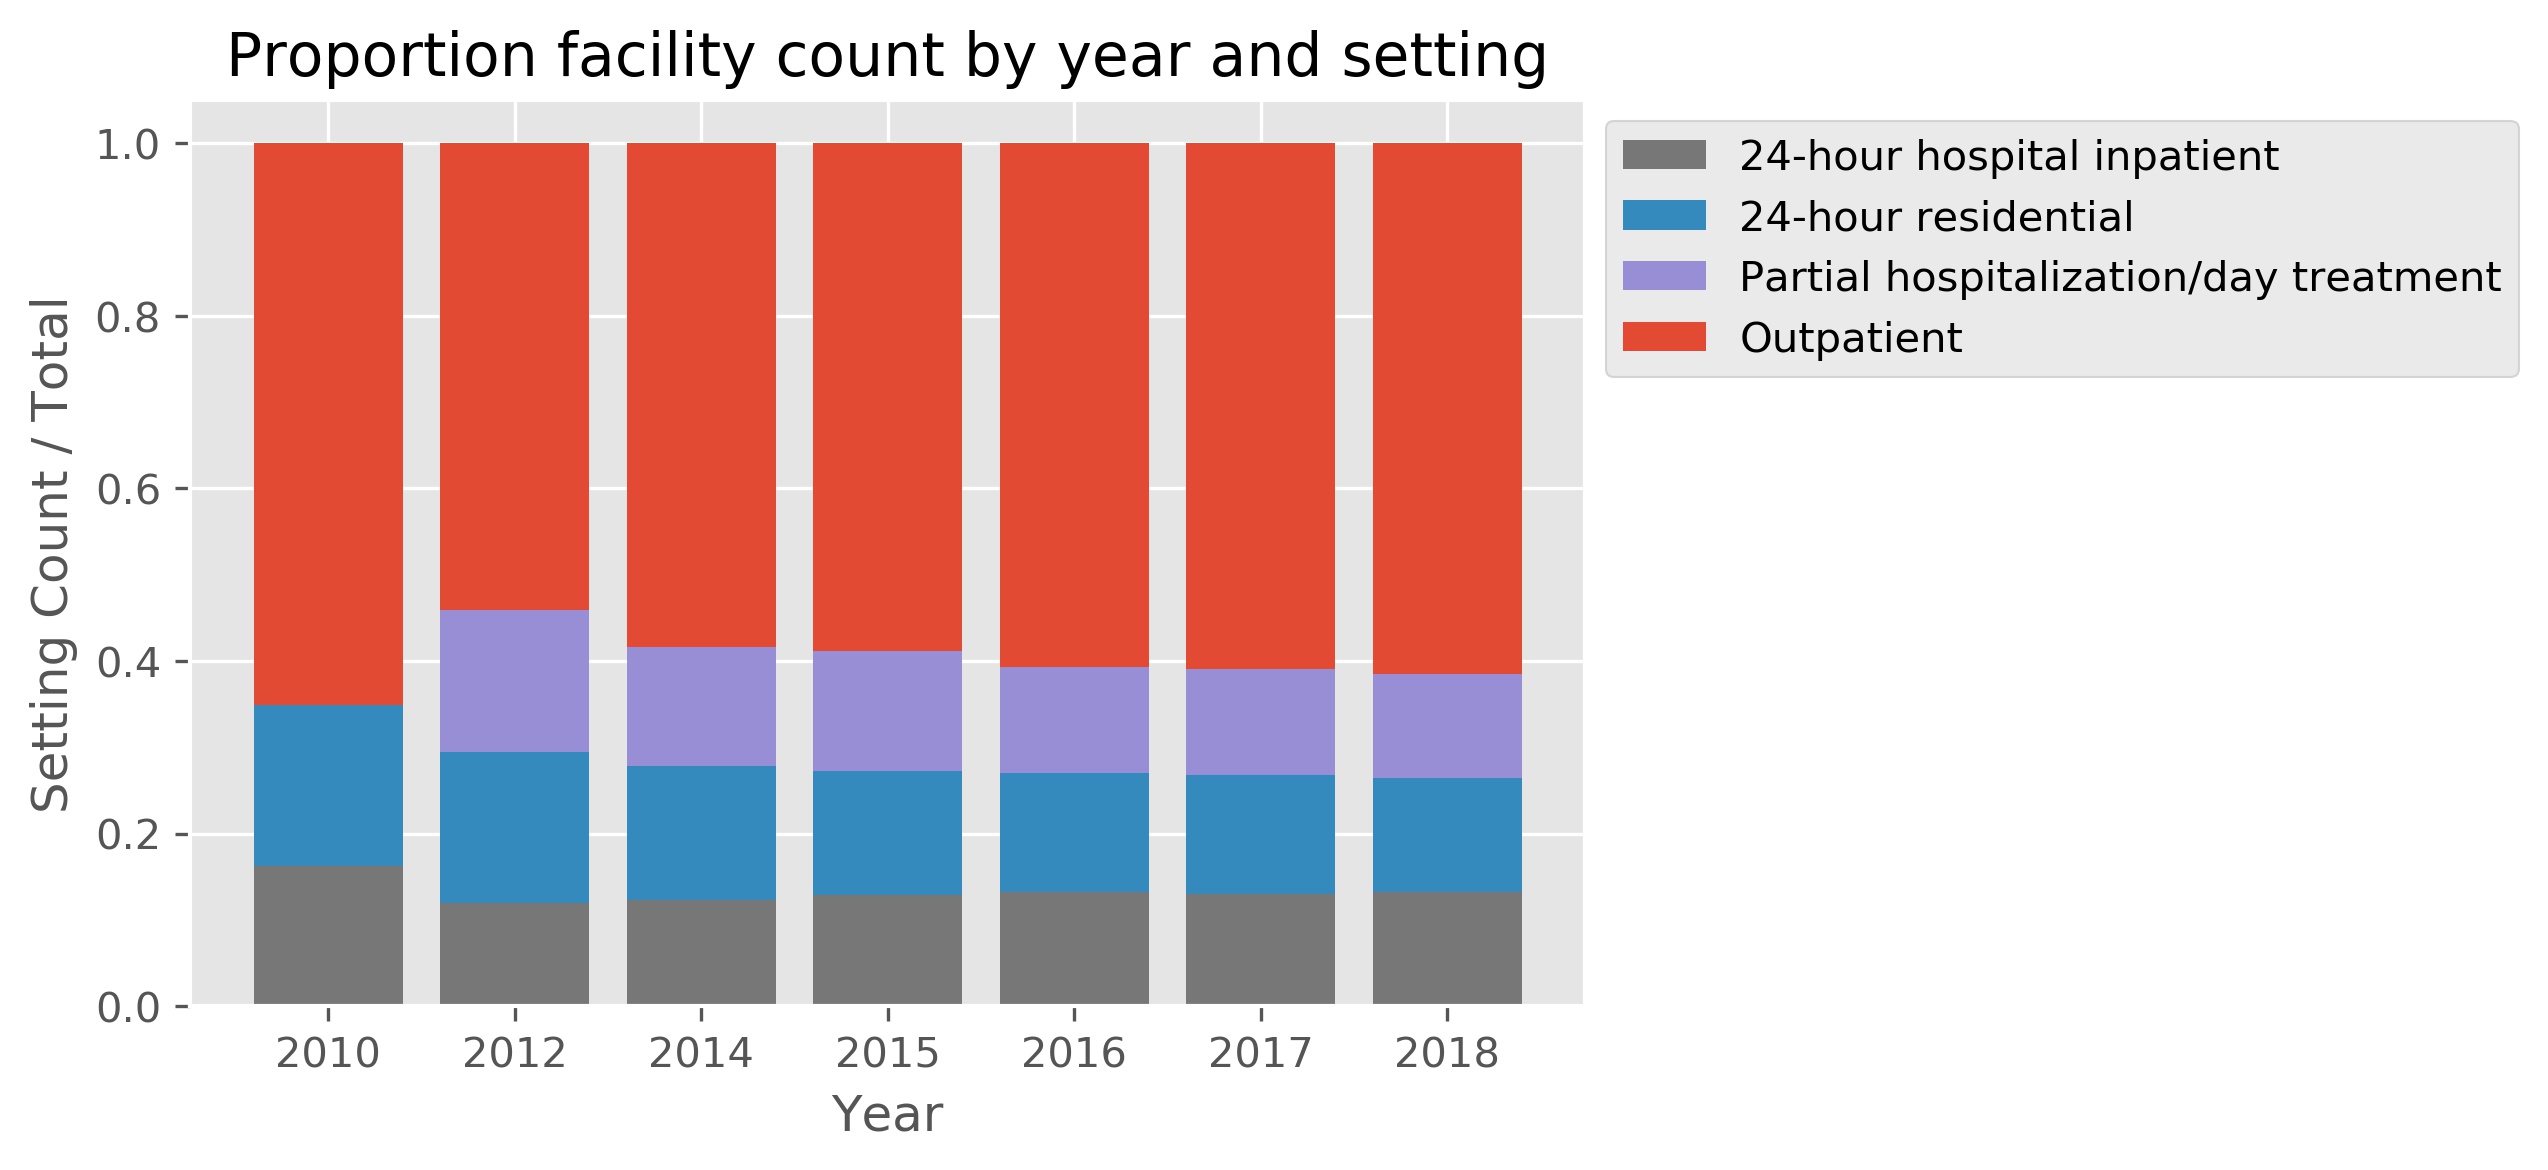 Proportion facility count by year and setting
24-hour hospital inpatient
24-hour residential
Partial hospitalization/day treatment
Outpatient
Setting Count / Total
1.0
0.8
0.6
0.4
0.2
0.0
2010 2012 2014 2015 2016 2017 2018
Year